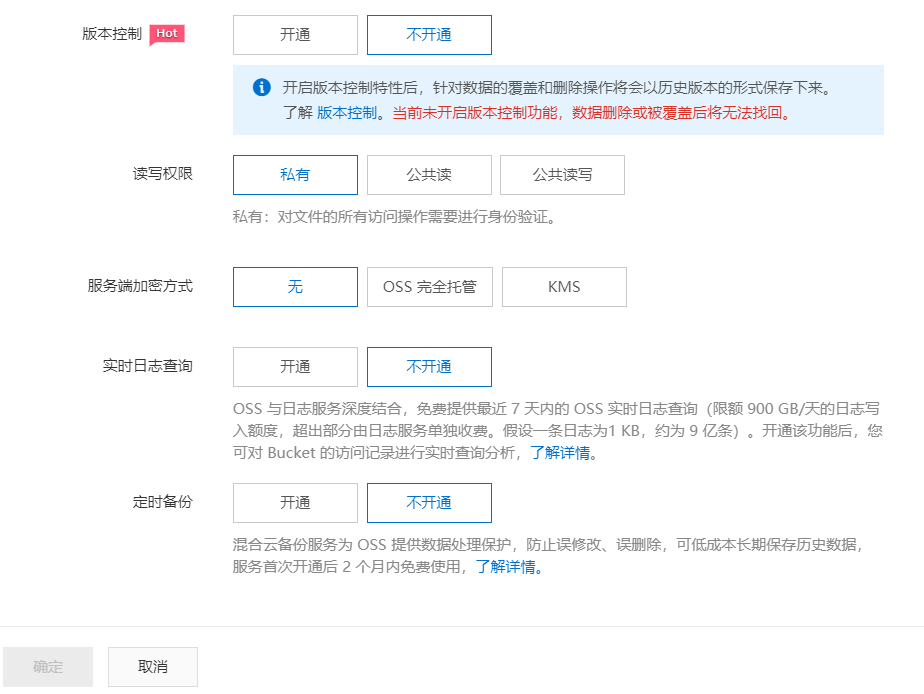 版本控制 Hot 开通 不开通
开启版本控制特性后，针对数据的覆盖和删除操作将会以历史版本的形式保存下来。
了解 版本控制。当前未开启版本控制功能，数据删除或被覆盖后将无法找回。
读写权限 私有 公共读 公共读写
私有：对文件的所有访问操作需要进行身份验证。
服务端加密方式 无 OSS 完全托管 KMS
实时日志查询 开通 不开通
OSS 与日志服务深度结合，免费提供最近 7 天内的 OSS 实时日志查询（限额 900 GB/天的日志写
入额度，超出部分由日志服务单独收费。假设一条日志为1 KB，约为 9 亿条）。开通该功能后，您
可对 Bucket 的访问记录进行实时查询分析，了解详情。
定时备份 开通 不开通
混合云备份服务为 OSS 提供数据处理保护，防止误修改、误删除，可低成本长期保存历史数据，
服务首次开通后 2 个月内免费使用，了解详情。
确定 取消